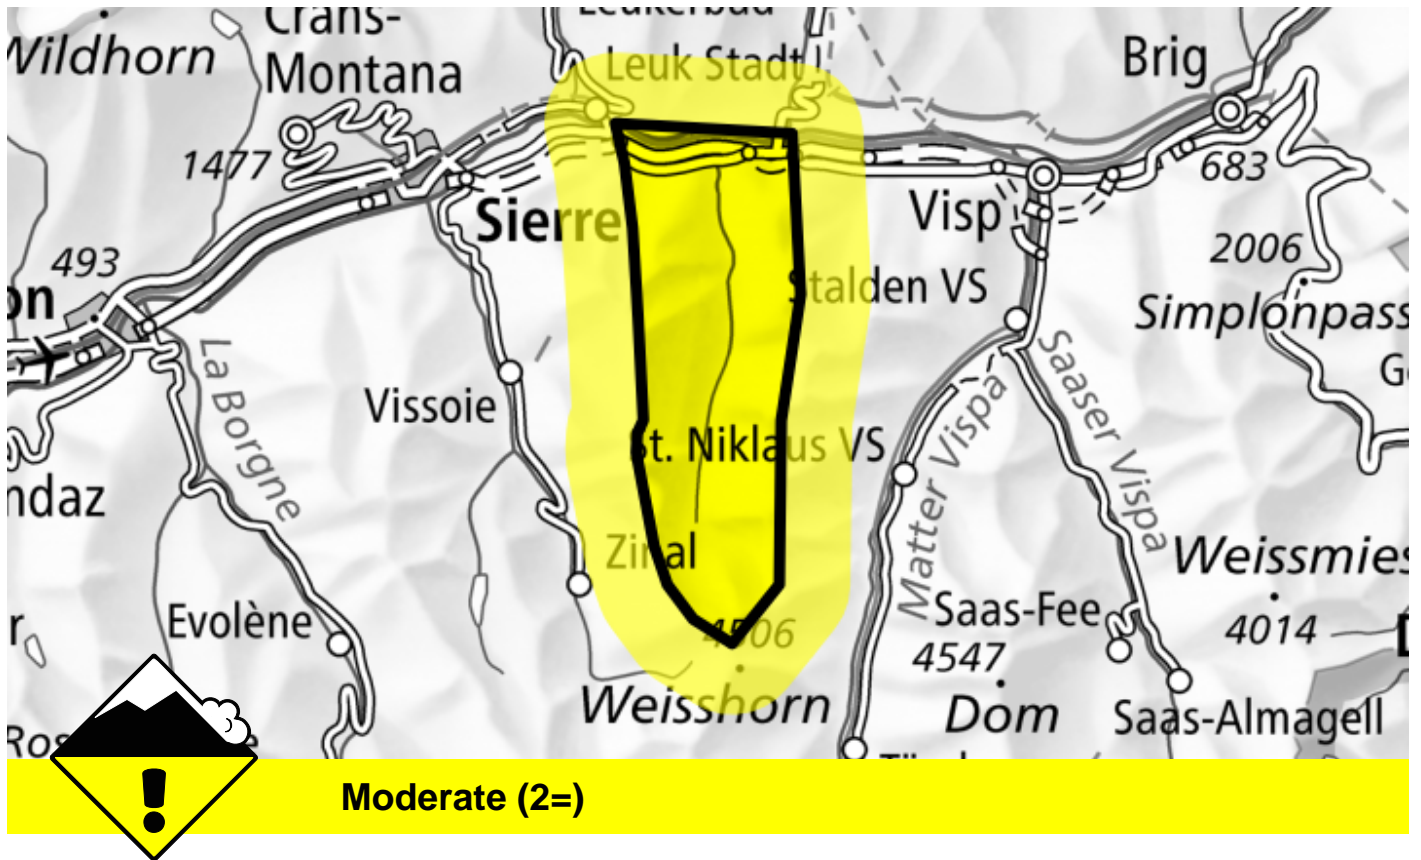 Crans-
Montana
Leukerbad
Wildhorn
Leuk Stadt
Brig
1477
683
Sierre
Visp
493
2006
on
Stalden VS
Simplonpass
La Borgne
Vissoie
Matter Vispa
Saaser Vispa
G
St. Niklaus VS
ndaz
Zinal
Weissmies
Evolène
4506
Saas-Fee
4014
r
D
4547
Weisshorn
Dom
Saas-Almagell
Ros
e
Moderate (2=)